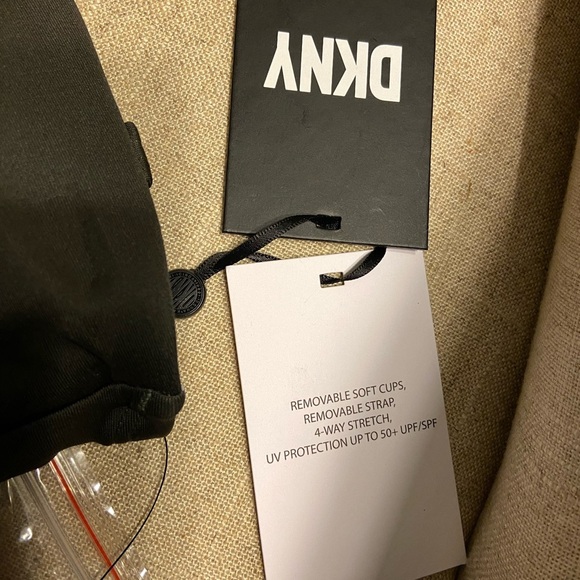 DKNY
REMOVABLE SOFT CUPS,
REMOVABLE STRAP,
4-WAY STRETCH,
UV PROTECTION UP TO 50+ UPF/SPF